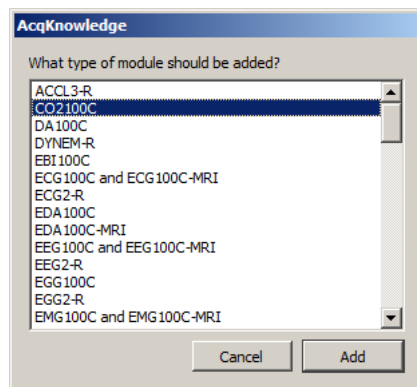 AcqKnowledge
What type of module should be added?
ACCL3-R
CO2100C
DA100C
DYNEM-R
EBI100C
ECG100C and ECG100C-MRI
ECG2-R
EDA100C
EDA100C-MRI
EEG100C and EEG100C-MRI
EEG2-R
EGG100C
EGG2-R
EMG100C and EMG100C-MRI
Cancel Add